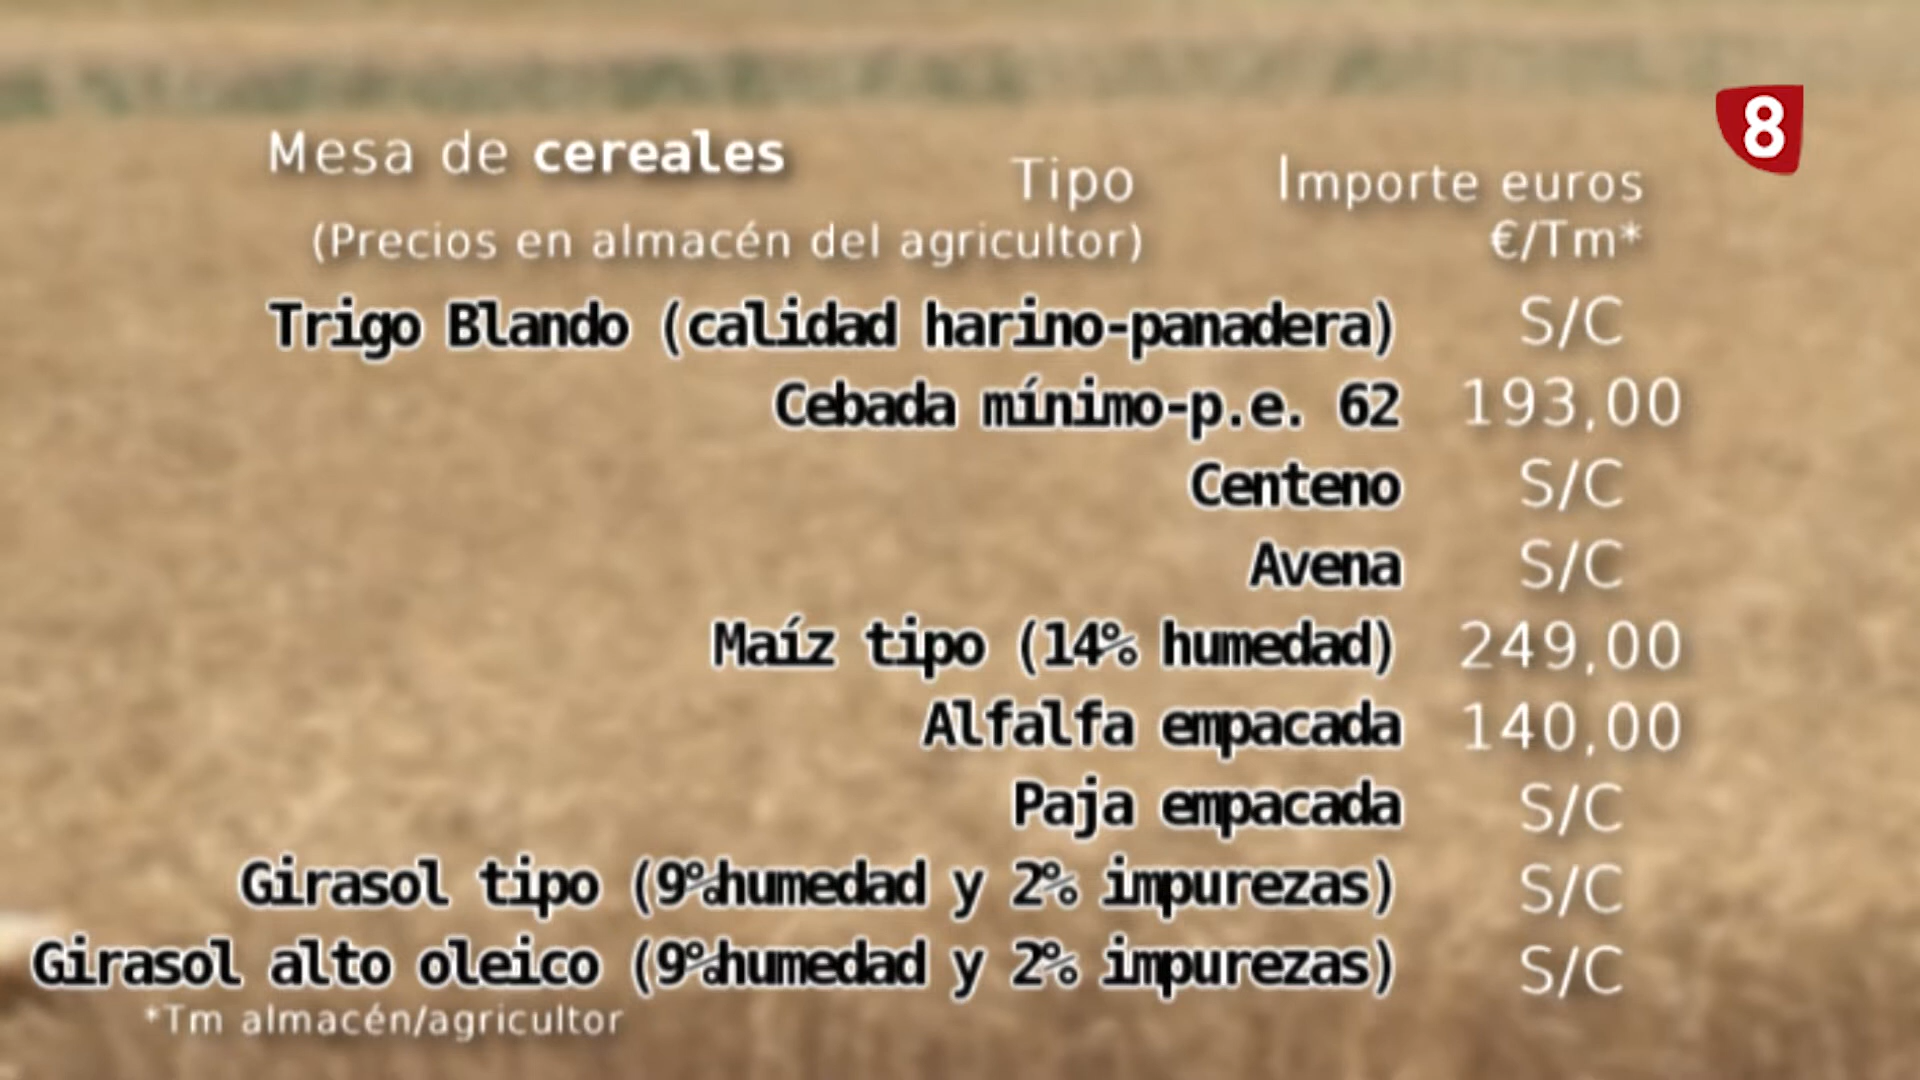 8
Mesa de cereales
Tipo
Importe euros
(Precios en almacén del agricultor)
€/Tm*
Trigo Blando (calidad harino-panadera) S/C
Cebada mínimo-p.e. 62 193,00
Centeno S/C
Avena S/C
Maíz tipo (14% humedad) 249,00
Alfalfa empacada 140,00
Paja empacada S/C
Girasol tipo (9%humedad y 2% impurezas) S/C
Girasol alto oleico (9%humedad y 2% impurezas) S/C
*Tm almacén/agricultor